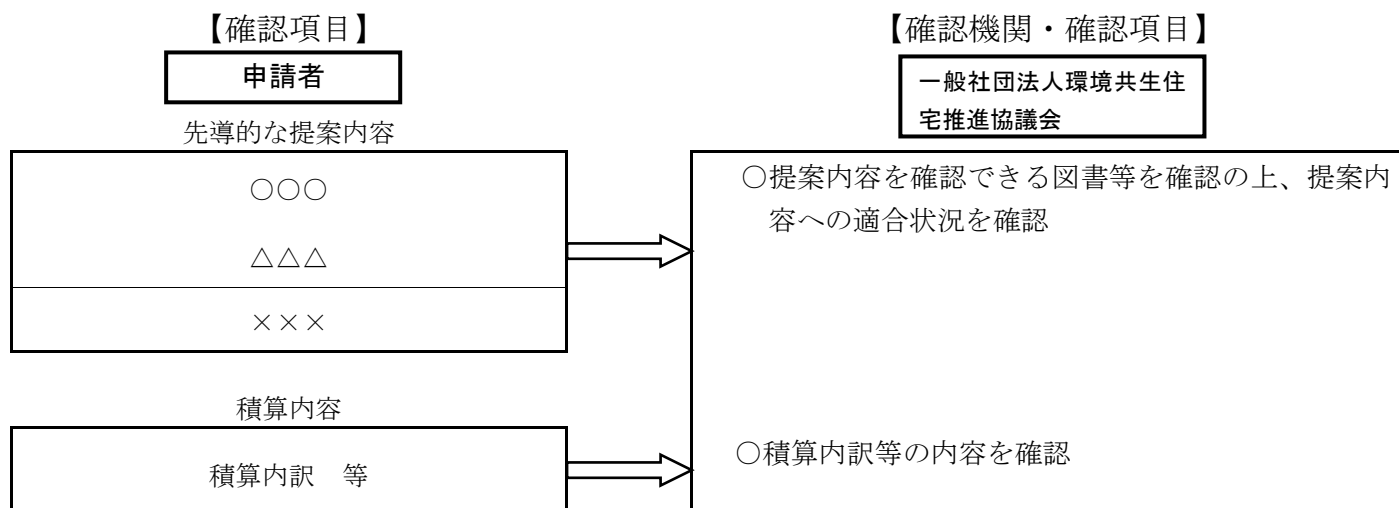 【確認項目】
申請者
先導的な提案内容
○○○
△△△
×××
積算内容
積算内訳　等
【確認機関・確認項目】
一般社団法人環境共生住
宅推進協議会
○提案内容を確認できる図書等を確認の上、提案内
容への適合状況を確認
○積算内訳等の内容を確認